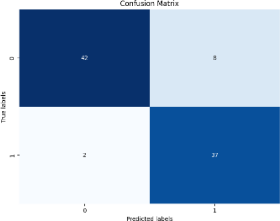 Confusion Matrix
True labels
0
42
8
1
2
37
0
1
Predicted labels